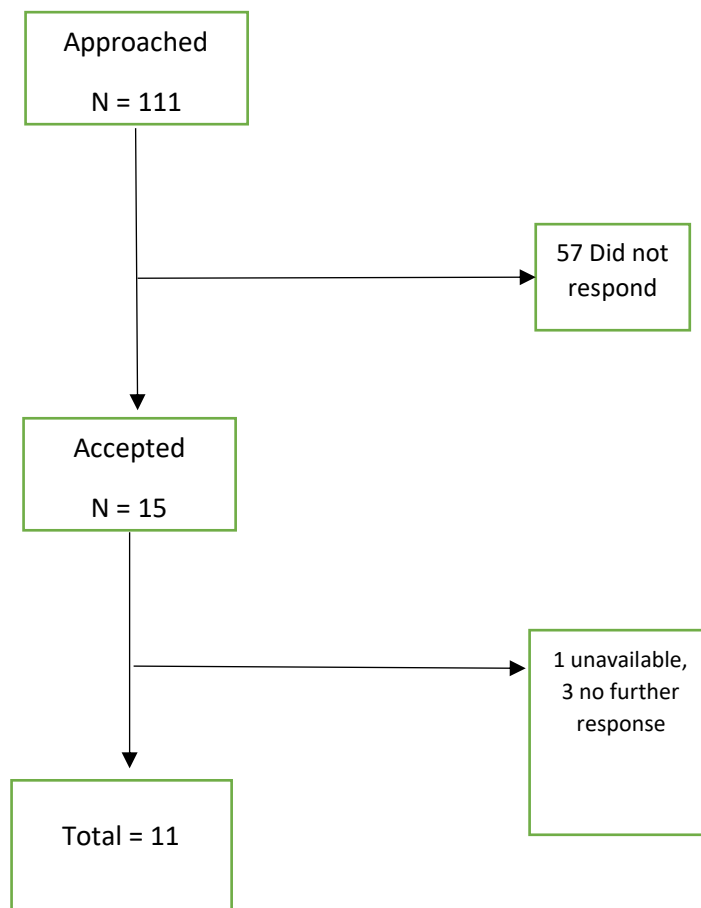 Approached
N = 111
57 Did not
respond
Accepted
N = 15
1 unavailable,
3 no further
response
Total = 11